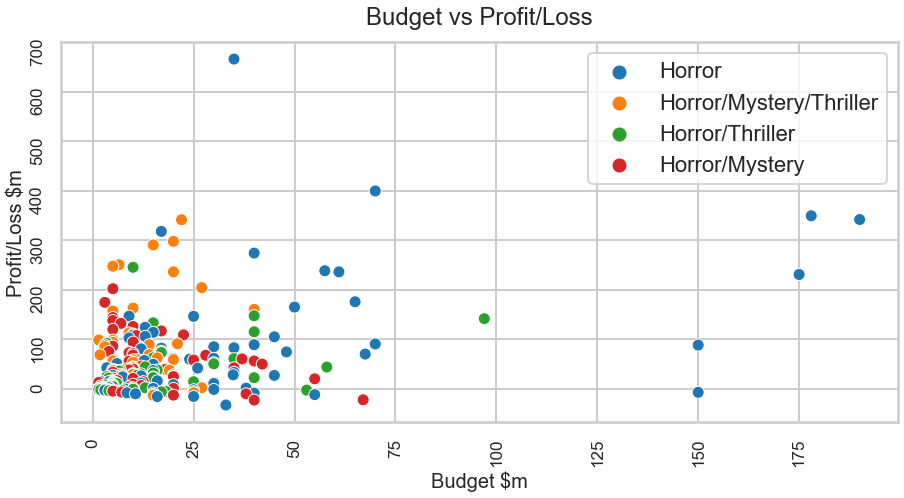 Budget vs Profit/Loss
Profit/Loss $m
700
600
500
400
300
200
100
0
Horror
Horror/Mystery/Thriller
Horror/Thriller
Horror/Mystery
0
25
50
75
100
125
150
175
Budget $m